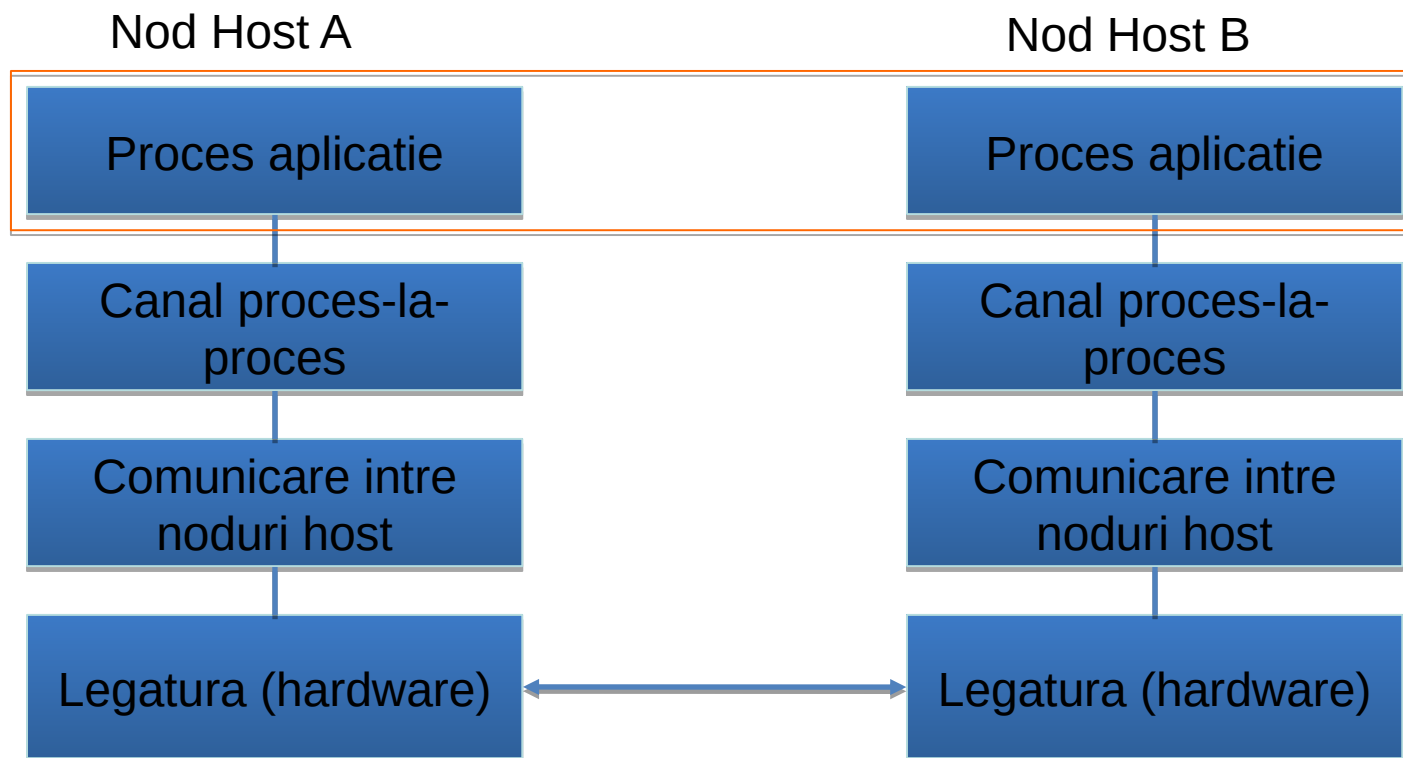 Nod Host A
Nod Host B
Proces aplicatie
Proces aplicatie
Canal proces-la-
proces
Canal proces-la-
proces
Comunicare intre
noduri host
Comunicare intre
noduri host
Legatura (hardware)
Legatura (hardware)